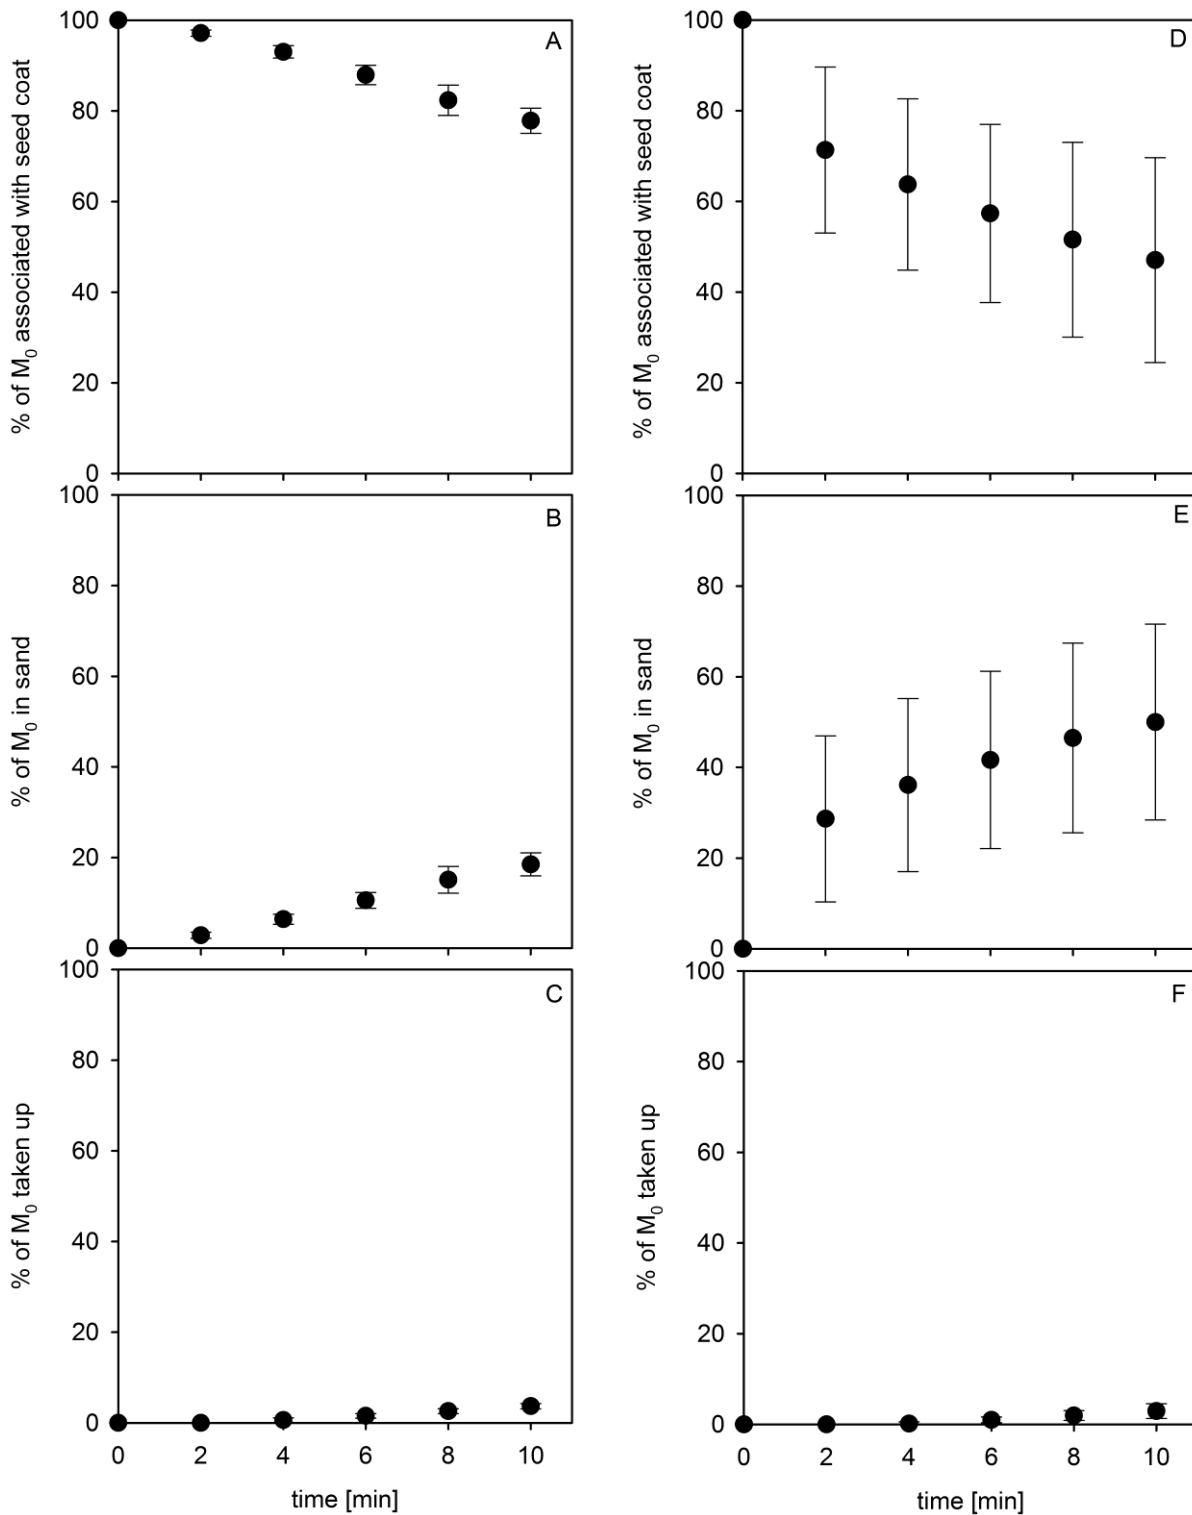 % of M0 associated with seed coat
100
80
60
40
20
0
A
% of M0 associated with seed coat
100
80
60
40
20
0
D
% of M0 in sand
100
80
60
40
20
0
B
% of M0 in sand
100
80
60
40
20
0
E
% of M0 taken up
100
80
60
40
20
0
C
0 2 4 6 8 10
time [min]
% of M0 taken up
100
80
60
40
20
0
F
0 2 4 6 8 10
time [min]